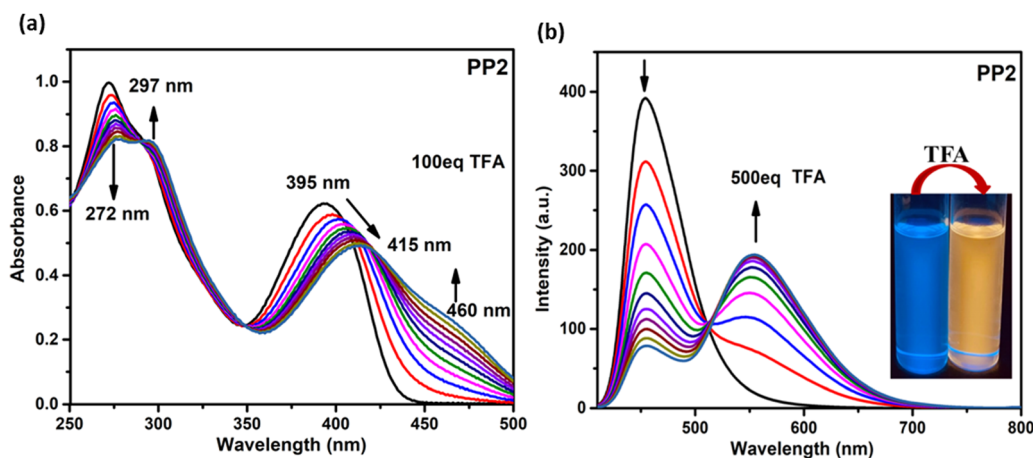 (a)
PP2
297 nm
100eq TFA
272 nm
395 nm
415 nm
460 nm
1.0
0.8
0.6
0.4
0.2
0.0
Absorbance
250 300 350 400 450 500
Wavelength (nm)
(b)
PP2
500eq TFA
TFA
400
300
200
100
0
Intensity (a.u.)
500 600 700 800
Wavelength (nm)